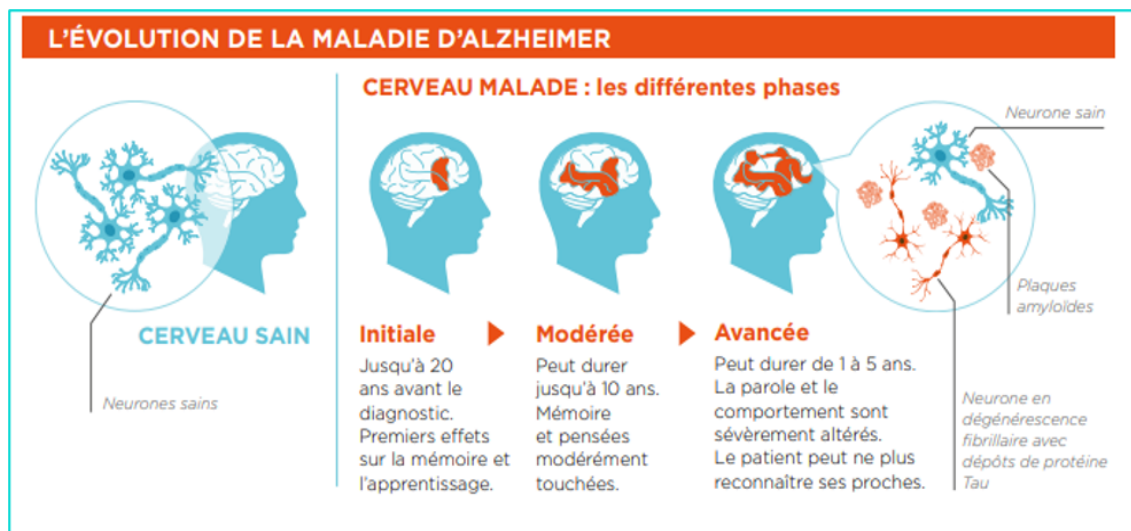 L'ÉVOLUTION DE LA MALADIE D'ALZHEIMER
CERVEAU MALADE : les différentes phases
Neurone sain
Plaques
amyloïdes
Neurone en
dégénérescence
fibrillaire avec
dépôts de protéine
Tau
CERVEAU SAIN
Neurones sains
Initiale
Jusqu'à 20
ans avant le
diagnostic.
Premiers effets
sur la mémoire et
l'apprentissage.
Modérée
Peut durer
jusqu'à 10 ans.
Mémoire
et pensées
modérément
touchées.
Avancée
Peut durer de 1 à 5 ans.
La parole et le
comportement sont
sévèrement altérés.
Le patient peut ne plus
reconnaître ses proches.